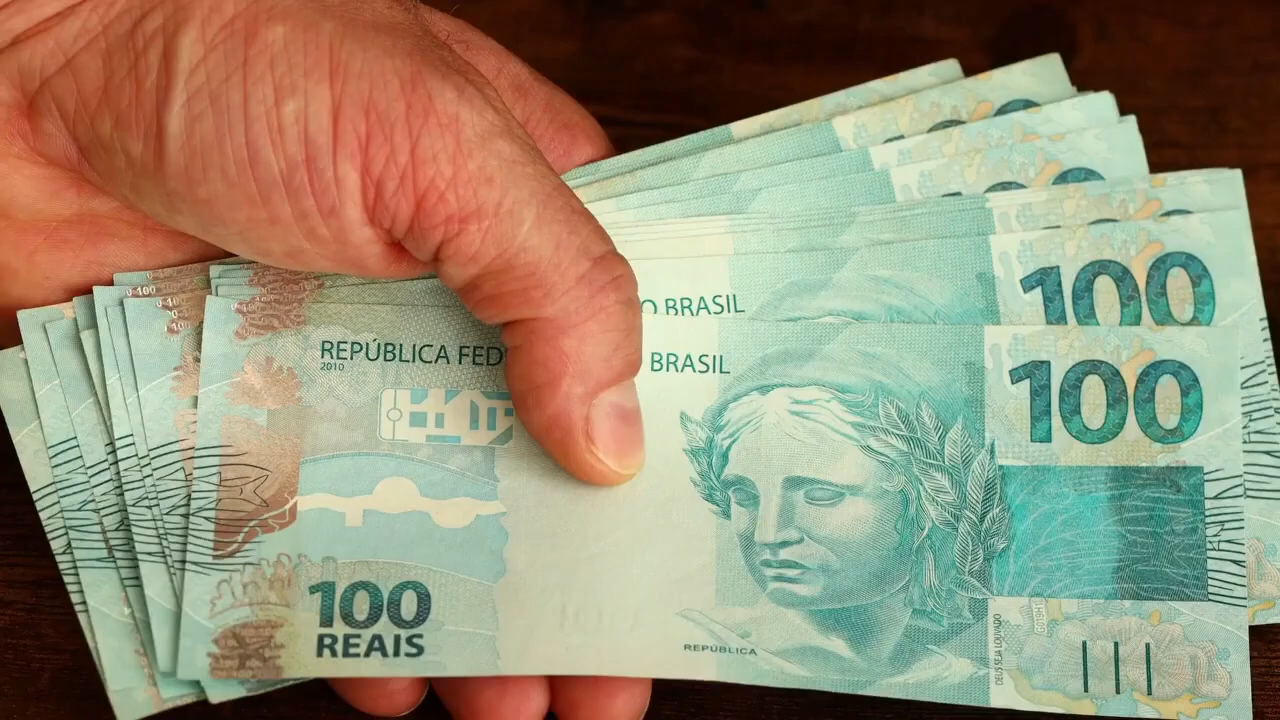 O BRASIL
100
REPÚBLICA FED
2010
BRASIL
100
100
REAIS
REPÚBLICA
DEUS SEJA LOUVADO